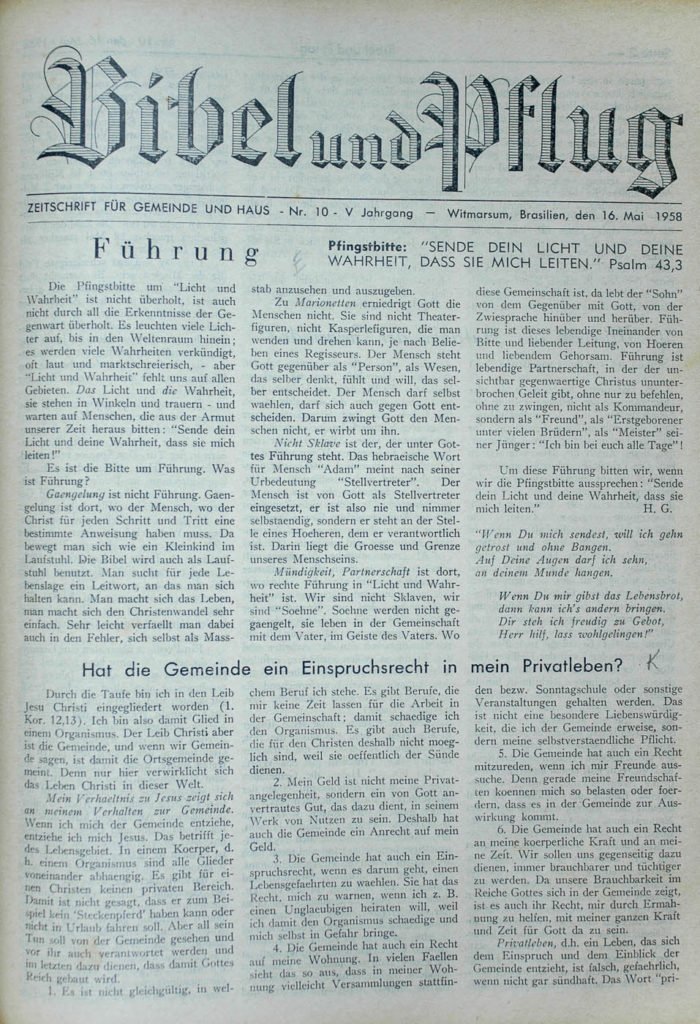 Bibel und Pflug
ZEITSCHRIFT FÜR GEMEINDE UND HAUS - Nr. 10 - V Jahrgang — Witmarsum, Brasilien, den 16. Mai 1958
Führung
Pfingstbitte: "SENDE DEIN LICHT UND DEINE
WAHRHEIT, DASS SIE MICH LEITEN." Psalm 43,3
Die Pfingstbitte um "Licht und
Wahrheit" ist nicht überholt, ist auch
nicht durch all die Erkenntnisse der Ge-
genwart überholt. Es leuchten viele Lich-
ter auf, bis in den Weltenraum hinein;
es werden viele Wahrheiten verkündigt,
oft laut und marktschreierisch, - aber
"Licht und Wahrheit" fehlt uns auf allen
Gebieten. Das Licht und die Wahrheit,
sie stehen in Winkeln und trauern - und
warten auf Menschen, die aus der Armut
unserer Zeit heraus bitten: "Sende dein
Licht und deine Wahrheit, dass sie mich
leiten!"
Es ist die Bitte um Führung. Was
ist Führung?
Gaengelung ist nicht Führung. Gaen-
gelung ist dort, wo der Mensch, wo der
Christ für jeden Schritt und Tritt eine
bestimmte Anweisung haben muss. Da
bewegt man sich wie ein Kleinkind im
Laufstuhl. Die Bibel wird auch als Lauf-
stuhl benutzt. Man sucht für jede Le-
benslage ein Leitwort, an das man sich
halten kann. Man macht sich das Leben,
man macht sich den Christenwandel sehr
einfach. Sehr leicht verfaellt man dabei
auch in den Fehler, sich selbst als Mass-
stab anzusehen und auszugeben.
Zu Marionetten erniedrigt Gott die
Menschen nicht. Sie sind nicht Theater-
figuren, nicht Kasperlefiguren, die man
wenden und drehen kann, je nach Belie-
ben eines Regisseurs. Der Mensch steht
Gott gegenüber als "Person", als Wesen,
das selber denkt, fühlt und will, das sel-
ber entscheidet. Der Mensch darf selbst
waehlen, darf sich auch gegen Gott ent-
scheiden. Darum zwingt Gott den Men-
schen nicht, er wirbt um ihn.
Nicht Sklave ist der, der unter Got-
tes Führung steht. Das hebraeische Wort
für Mensch "Adam" meint nach seiner
Urbedeutung "Stellvertreter". Der
Mensch ist von Gott als Stellvertreter
eingesetzt, er ist also nie und nimmer
selbstaendig, sondern er steht an der Stel-
le eines Hoeheren, dem er verantwortlich
ist. Darin liegt die Groesse und Grenze
unseres Menschseins.
Mündigkeit, Partnerschaft ist dort,
wo rechte Führung in "Licht und Wahr-
heit" ist. Wir sind nicht Sklaven, wir
sind "Soehne". Soehne werden nicht ge-
gaengelt, sie leben in der Gemeinschaft
mit dem Vater, im Geiste des Vaters. Wo
diese Gemeinschaft ist, da lebt der "Sohn"
von dem Gegenüber mit Gott, von der
Zwiesprache hinüber und herüber. Füh-
rung ist dieses lebendige Ineinander von
Bitte und liebender Leitung, von Hoeren
und liebendem Gehorsam. Führung ist
lebendige Partnerschaft, in der der un-
sichtbar gegenwaertige Christus ununter-
brochen Geleit gibt, ohne nur zu befehlen,
ohne zu zwingen, nicht als Kommandeur,
sondern als "Freund", als "Erstgeborener
unter vielen Brüdern", als "Meister" sei-
ner Jünger: "Ich bin bei euch alle Tage"!
Um diese Führung bitten wir, wenn
wir die Pfingstbitte aussprechen: "Sende
dein Licht und deine Wahrheit, dass sie
mich leiten." H. G.
"Wenn Du mich sendest, will ich gehn
getrost und ohne Bangen.
Auf Deine Augen darf ich sehn,
an deinem Munde hangen.
Wenn Du mir gibst das Lebensbrot,
dann kann ich's andern bringen.
Dir steh ich freudig zu Gebot,
Herr hilf, lass wohlgelingen!"
Hat die Gemeinde ein Einspruchsrecht in mein Privatleben? K
Durch die Taufe bin ich in den Leib
Jesu Christi eingegliedert worden (1.
Kor. 12,13). Ich bin also damit Glied in
einem Organismus. Der Leib Christi aber
ist die Gemeinde, und wenn wir Gemein-
de sagen, ist damit die Ortsgemeinde ge-
meint. Denn nur hier verwirklicht sich
das Leben Christi in dieser Welt.
Mein Verhaeltnis zu Jesus zeigt sich
an meinem Verhalten zur Gemeinde.
Wenn ich mich der Gemeinde entziehe,
entziehe ich mich Jesus. Das betrifft je-
des Lebensgebiet. In einem Koerper, d.
h. einem Organismus sind alle Glieder
voneinander abhaengig. Es gibt für ei-
nen Christen keinen privaten Bereich.
Damit ist nicht gesagt, dass er zum Bei-
spiel kein 'Steckenpferd' haben kann oder
nicht in Urlaub fahren soll. Aber all sein
Tun soll von der Gemeinde gesehen und
vor ihr auch verantwortet werden und
im letzten dazu dienen, dass damit Gottes
Reich gebaut wird.
1. Es ist nicht gleichgültig, in wel-
chem Beruf ich stehe. Es gibt Berufe, die
mir keine Zeit lassen für die Arbeit in
der Gemeinschaft; damit schaedige ich
den Organismus. Es gibt auch Berufe,
die für den Christen deshalb nicht moeg-
lich sind, weil sie oeffentlich der Sünde
dienen.
2. Mein Geld ist nicht meine Privat-
angelegenheit, sondern ein von Gott an-
vertrautes Gut, das dazu dient, in seinem
Werk von Nutzen zu sein. Deshalb hat
auch die Gemeinde ein Anrecht auf mein
Geld.
3. Die Gemeinde hat auch ein Ein-
spruchsrecht, wenn es darum geht, einen
Lebensgefaehrten zu waehlen. Sie hat das
Recht, mich zu warnen, wenn ich z. B.
einen Unglaeubigen heiraten will, weil
ich damit den Organismus schaedige und
mich selbst in Gefahr bringe.
4. Die Gemeinde hat auch ein Recht
auf meine Wohnung. In vielen Faellen
sieht das so aus, dass in meiner Woh-
nung vielleicht Versammlungen stattfin-
den bezw. Sonntagschule oder sonstige
Veranstaltungen gehalten werden. Das
ist nicht eine besondere Liebenswürdig-
keit, die ich der Gemeinde erweise, son-
dern meine selbstverstaendliche Pflicht.
5. Die Gemeinde hat auch ein Recht
mitzureden, wenn ich mir Freunde aus-
suche. Denn gerade meine Freundschaf-
ten koennen mich so belasten oder foer-
dern, dass es in der Gemeinde zur Aus-
wirkung kommt.
6. Die Gemeinde hat auch ein Recht
an meine koerperliche Kraft und an mei-
ne Zeit. Wir sollen uns gegenseitig dazu
dienen, immer brauchbarer und tüchtiger
zu werden. Da unsere Brauchbarkeit im
Reiche Gottes sich in der Gemeinde zeigt,
ist es auch ihr Recht, mir durch Ermah-
nung zu helfen, mit meiner ganzen Kraft
und Zeit für Gott da zu sein.
Privatleben, d.h. ein Leben, das sich
dem Einspruch und dem Einblick der
Gemeinde entzieht, ist falsch, gefaehrlich,
wenn nicht gar sündhaft. Das Wort "pri-